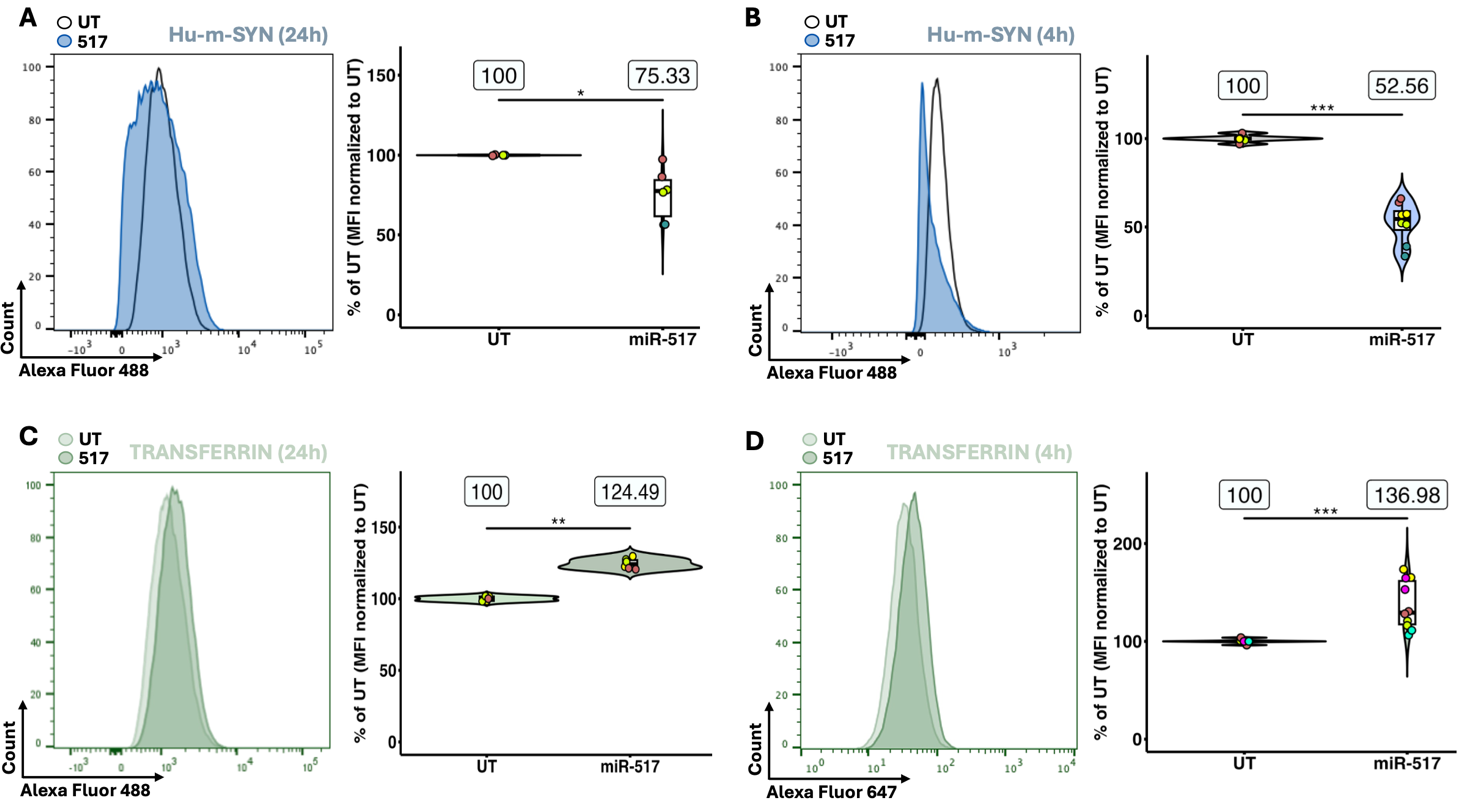 A
UT
517
Hu-m-SYN (24h)
100
80
60
40
20
0
-10³ 0 10³ 10⁴ 10⁵
Count
Alexa Fluor 488
% of UT (MFI normalized to UT)
150
100
50
0
100
75.33
*
UT miR-517
B
UT
517
Hu-m-SYN (4h)
100
80
60
40
20
0
-10³ 0 10³
Count
Alexa Fluor 488
% of UT (MFI normalized to UT)
100
50
0
100
52.56
***
UT miR-517
C
UT
517
TRANSFERRIN (24h)
100
80
60
40
20
0
-10³ 0 10³ 10⁴ 10⁵
Count
Alexa Fluor 488
% of UT (MFI normalized to UT)
150
100
50
0
100
124.49
**
UT miR-517
D
UT
517
TRANSFERRIN (4h)
100
80
60
40
20
0
10⁰ 10¹ 10² 10³ 10⁴
Count
Alexa Fluor 647
% of UT (MFI normalized to UT)
200
100
0
100
136.98
***
UT miR-517